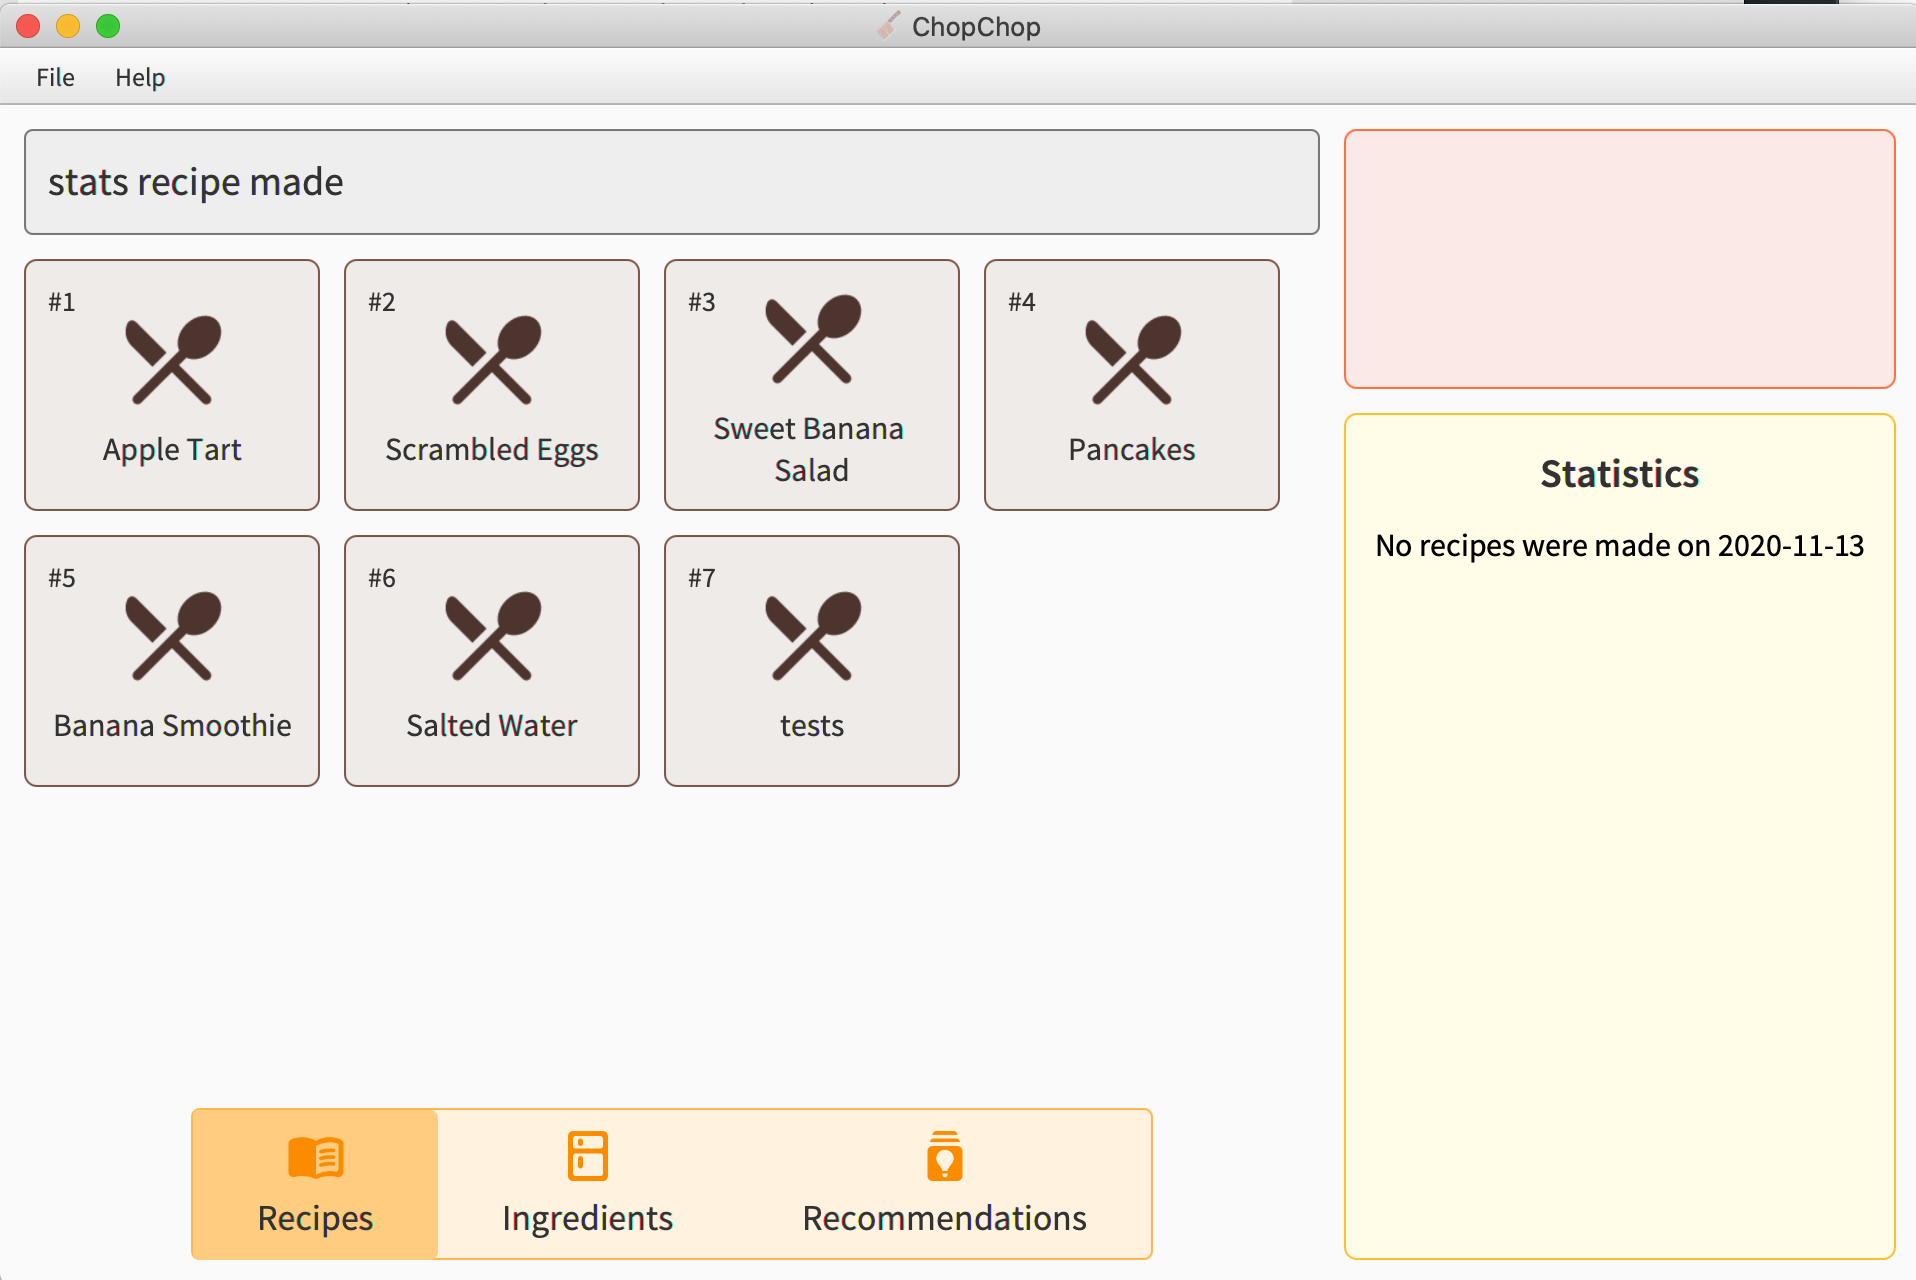 ChopChop
File Help
stats recipe made
#1
Apple Tart
#2
Scrambled Eggs
#3
Sweet Banana
Salad
#4
Pancakes
#5
Banana Smoothie
#6
Salted Water
#7
tests
Statistics
No recipes were made on 2020-11-13
Recipes
Ingredients
Recommendations